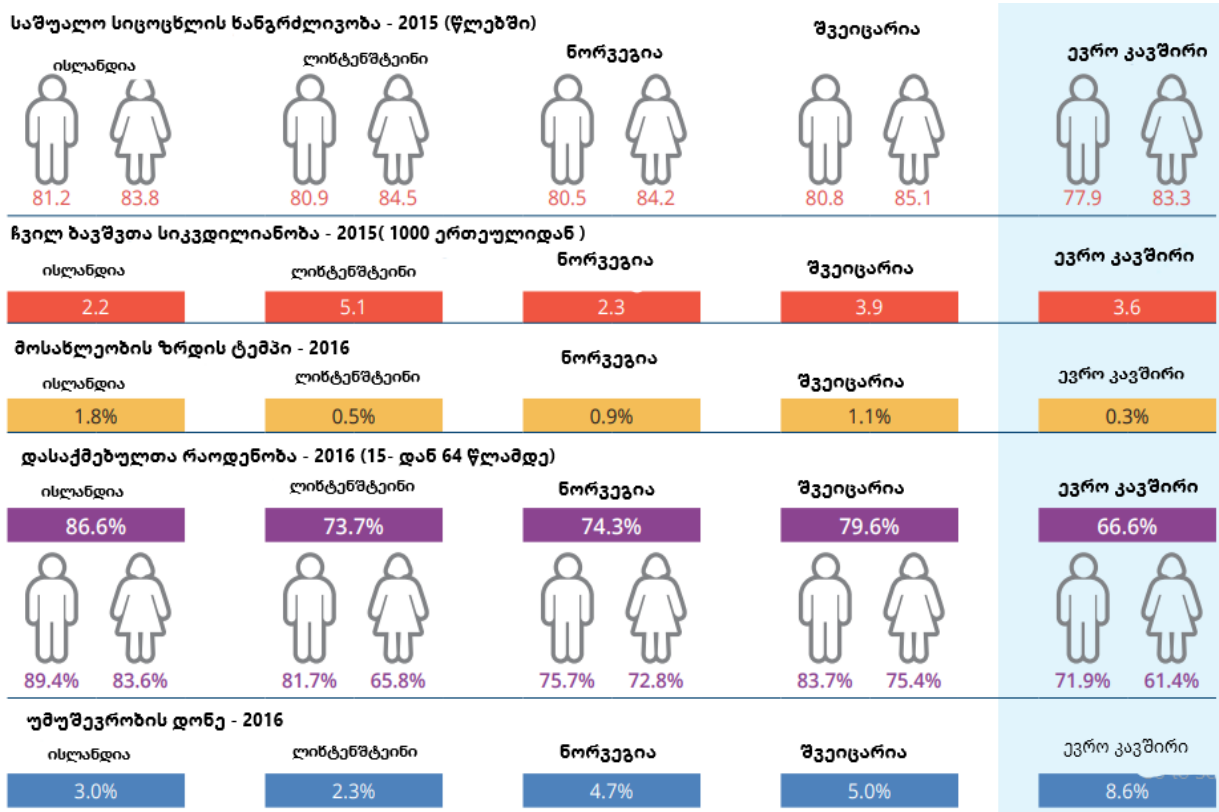 საშუალო სიცოცხლის ხანგრძლივობა - 2015 (წლებში)
ისლანდია ლიხტენშტეინი ნორვეგია შვეიცარია ევრო კავშირი
81.2 83.8 80.9 84.5 80.5 84.2 80.8 85.1 77.9 83.3
ჩვილ ბავშვთა სიკვდილიანობა - 2015( 1000 ერთეულიდან )
ისლანდია ლიხტენშტეინი ნორვეგია შვეიცარია ევრო კავშირი
2.2 5.1 2.3 3.9 3.6
მოსახლეობის ზრდის ტემპი - 2016
ისლანდია ლიხტენშტეინი ნორვეგია შვეიცარია ევრო კავშირი
1.8% 0.5% 0.9% 1.1% 0.3%
დასაქმებულთა რაოდენობა - 2016 (15- დან 64 წლამდე)
ისლანდია ლიხტენშტეინი ნორვეგია შვეიცარია ევრო კავშირი
86.6% 73.7% 74.3% 79.6% 66.6%
89.4% 83.6% 81.7% 65.8% 75.7% 72.8% 83.7% 75.4% 71.9% 61.4%
უმუშევრობის დონე - 2016
ისლანდია ლიხტენშტეინი ნორვეგია შვეიცარია ევრო კავშირი
3.0% 2.3% 4.7% 5.0% 8.6%